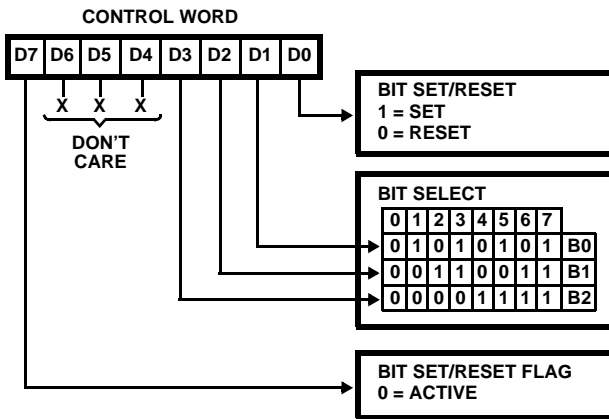 CONTROL WORD
D7 D6 D5 D4 D3 D2 D1 D0
X X X
DON'T
CARE
BIT SET/RESET
1 = SET
0 = RESET
BIT SELECT
0 1 2 3 4 5 6 7
0 1 0 1 0 1 0 1 B0
0 0 1 1 0 0 1 1 B1
0 0 0 0 1 1 1 1 B2
BIT SET/RESET FLAG
0 = ACTIVE